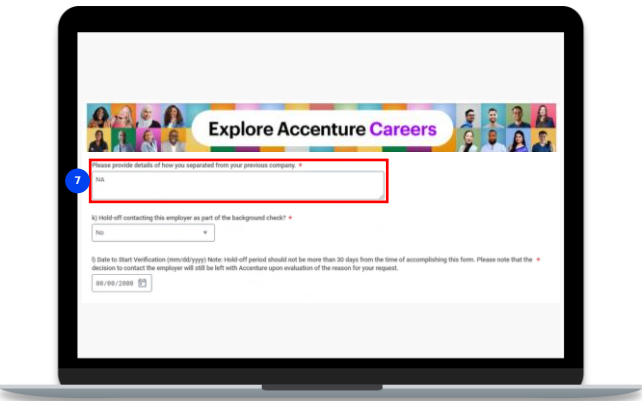 Explore Accenture Careers
Please provide details of how you separated from your previous company. *
7
NA
k) Hold-off contacting this employer as part of the background check? *
No
l) Date to Start Verification (mm/dd/yyyy) Note: Hold-off period should not be more than 30 days from the time of accomplishing this form. Please note that the *
decision to contact the employer will still be left with Accenture upon evaluation of the reason for your request.
00/00/2000